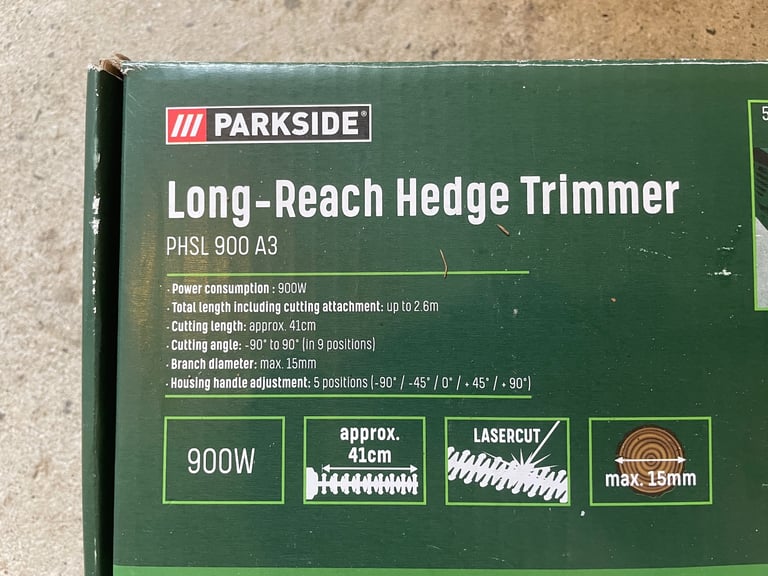 PARKSIDE®
Long-Reach Hedge Trimmer
PHSL 900 A3
· Power consumption : 900W
· Total length including cutting attachment: up to 2.6m
· Cutting length: approx. 41cm
· Cutting angle: -90° to 90° (in 9 positions)
· Branch diameter: max. 15mm
· Housing handle adjustment: 5 positions (-90° / -45° / 0° / + 45° / + 90°)
900W
approx.
41cm
LASERCUT
max. 15mm